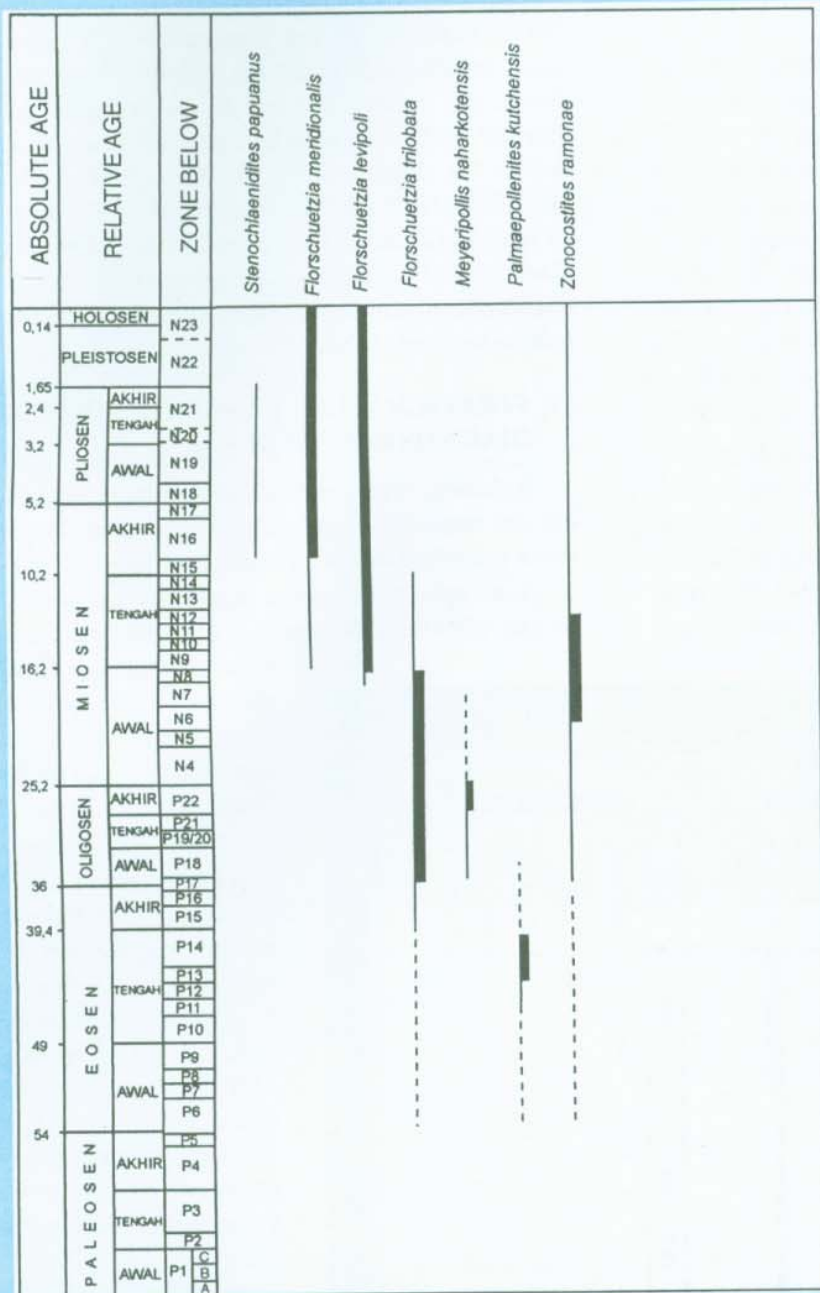 ABSOLUTE AGE
RELATIVE AGE
ZONE BELOW
Stenochlaenidites papuanus
Florschuetzia meridionalis
Florschuetzia levipoli
Florschuetzia trilobata
Meyeripollis naharkotensis
Palmaepollenites kutchensis
Zonocostites ramonae
0,14
1,65
2,4
3,2
5,2
10,2
16,2
25,2
36
39,4
49
54
HOLOSEN
PLEISTOSEN
PLIOSEN
AKHIR
TENGAH
AWAL
MIOSEN
AKHIR
TENGAH
AWAL
OLIGOSEN
AKHIR
TENGAH
AWAL
EOSEN
AKHIR
TENGAH
AWAL
PALEOSEN
AKHIR
TENGAH
AWAL
N23
N22
N21
N20
N19
N18
N17
N16
N15
N14
N13
N12
N11
N10
N9
N8
N7
N6
N5
N4
P22
P21
P19/20
P18
P17
P16
P15
P14
P13
P12
P11
P10
P9
P8
P7
P6
P5
P4
P3
P2
P1
C
B
A